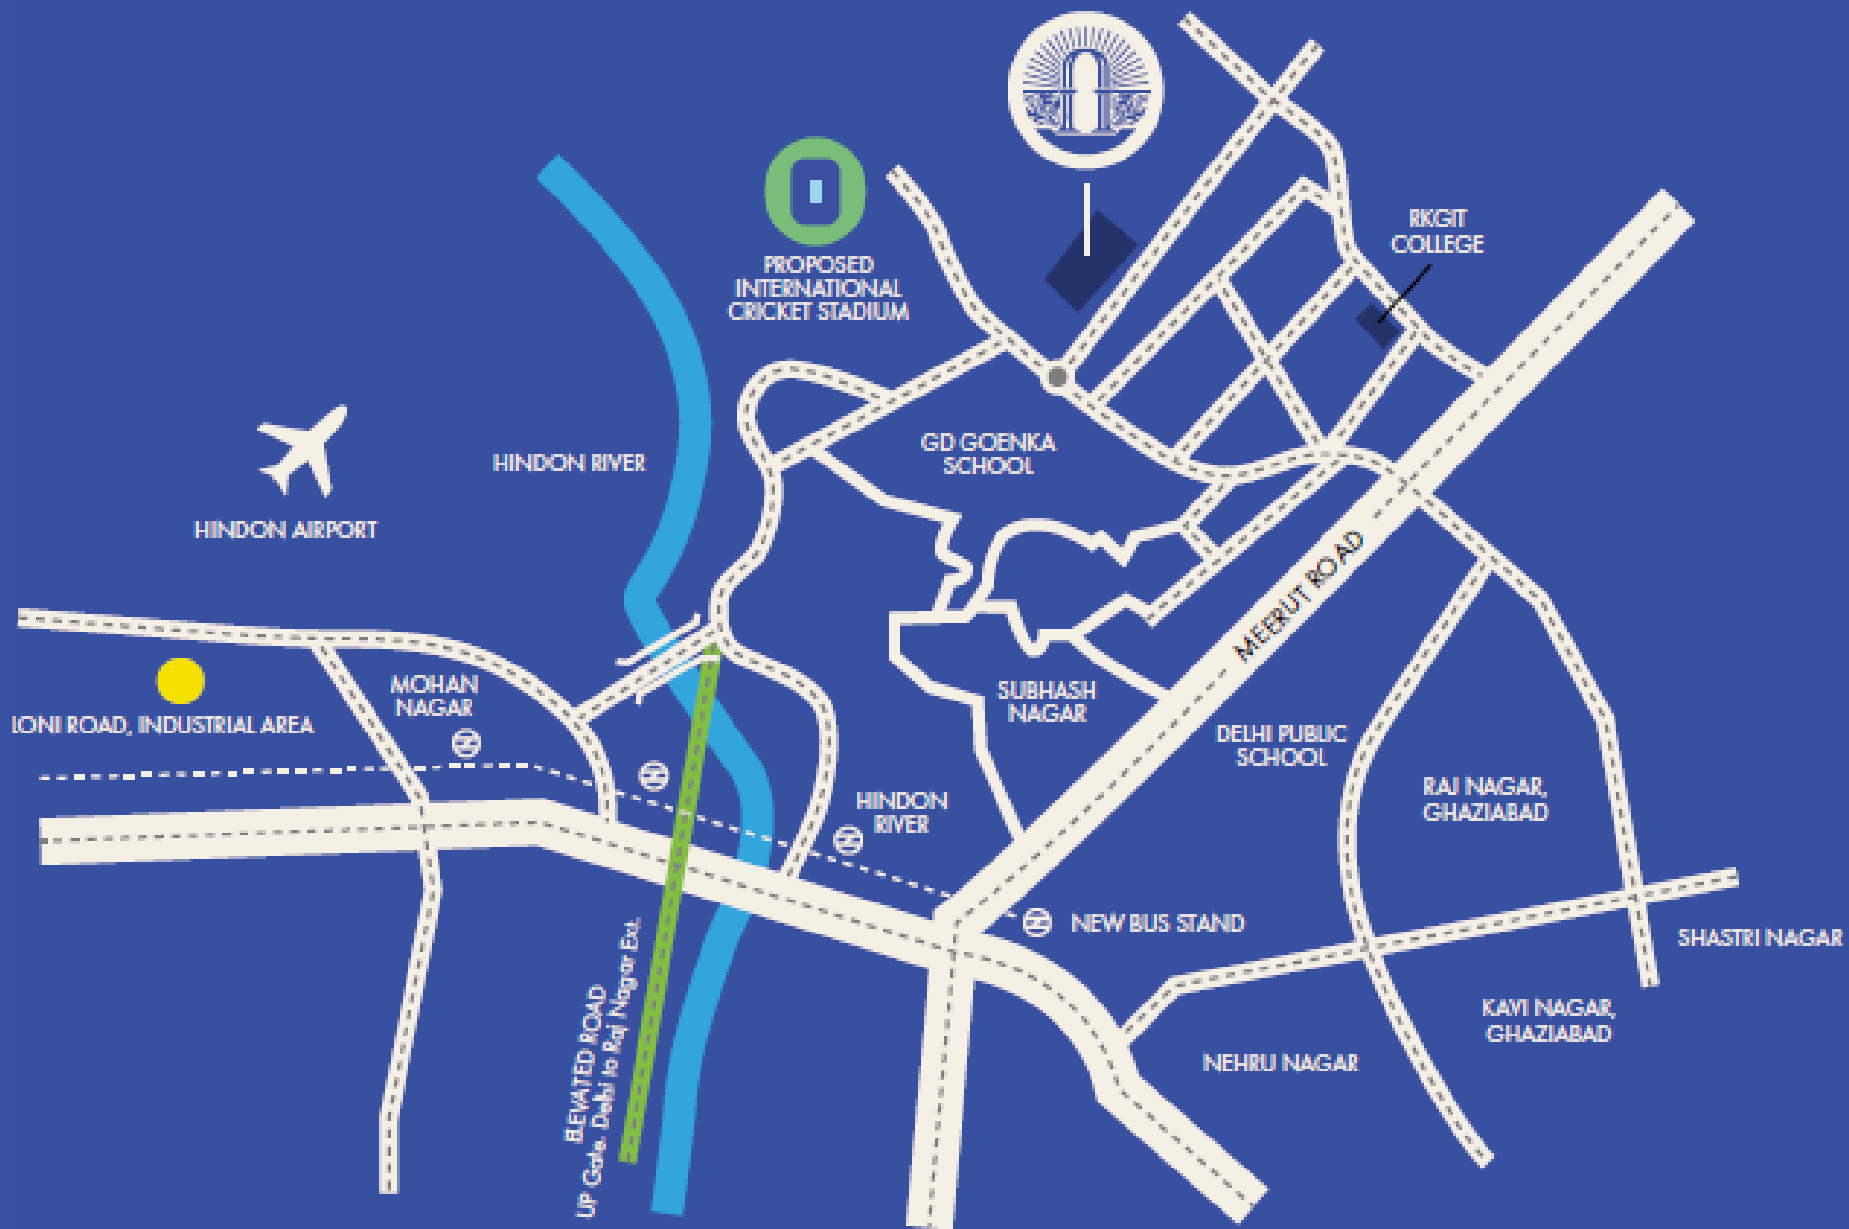 RKGIT
COLLEGE
PROPOSED
INTERNATIONAL
CRICKET STADIUM
GD GOENKA
SCHOOL
HINDON RIVER
HINDON AIRPORT
MEERUT ROAD
MOHAN
NAGAR
LONI ROAD, INDUSTRIAL AREA
SUBHASH
NAGAR
DELHI PUBLIC
SCHOOL
RAJ NAGAR,
GHAZIABAD
HINDON
RIVER
NEW BUS STAND
SHASTRI NAGAR
KAVI NAGAR,
GHAZIABAD
NEHRU NAGAR
ELEVATED ROAD
UP Gate. Delhi to Raj Nagar Ext.